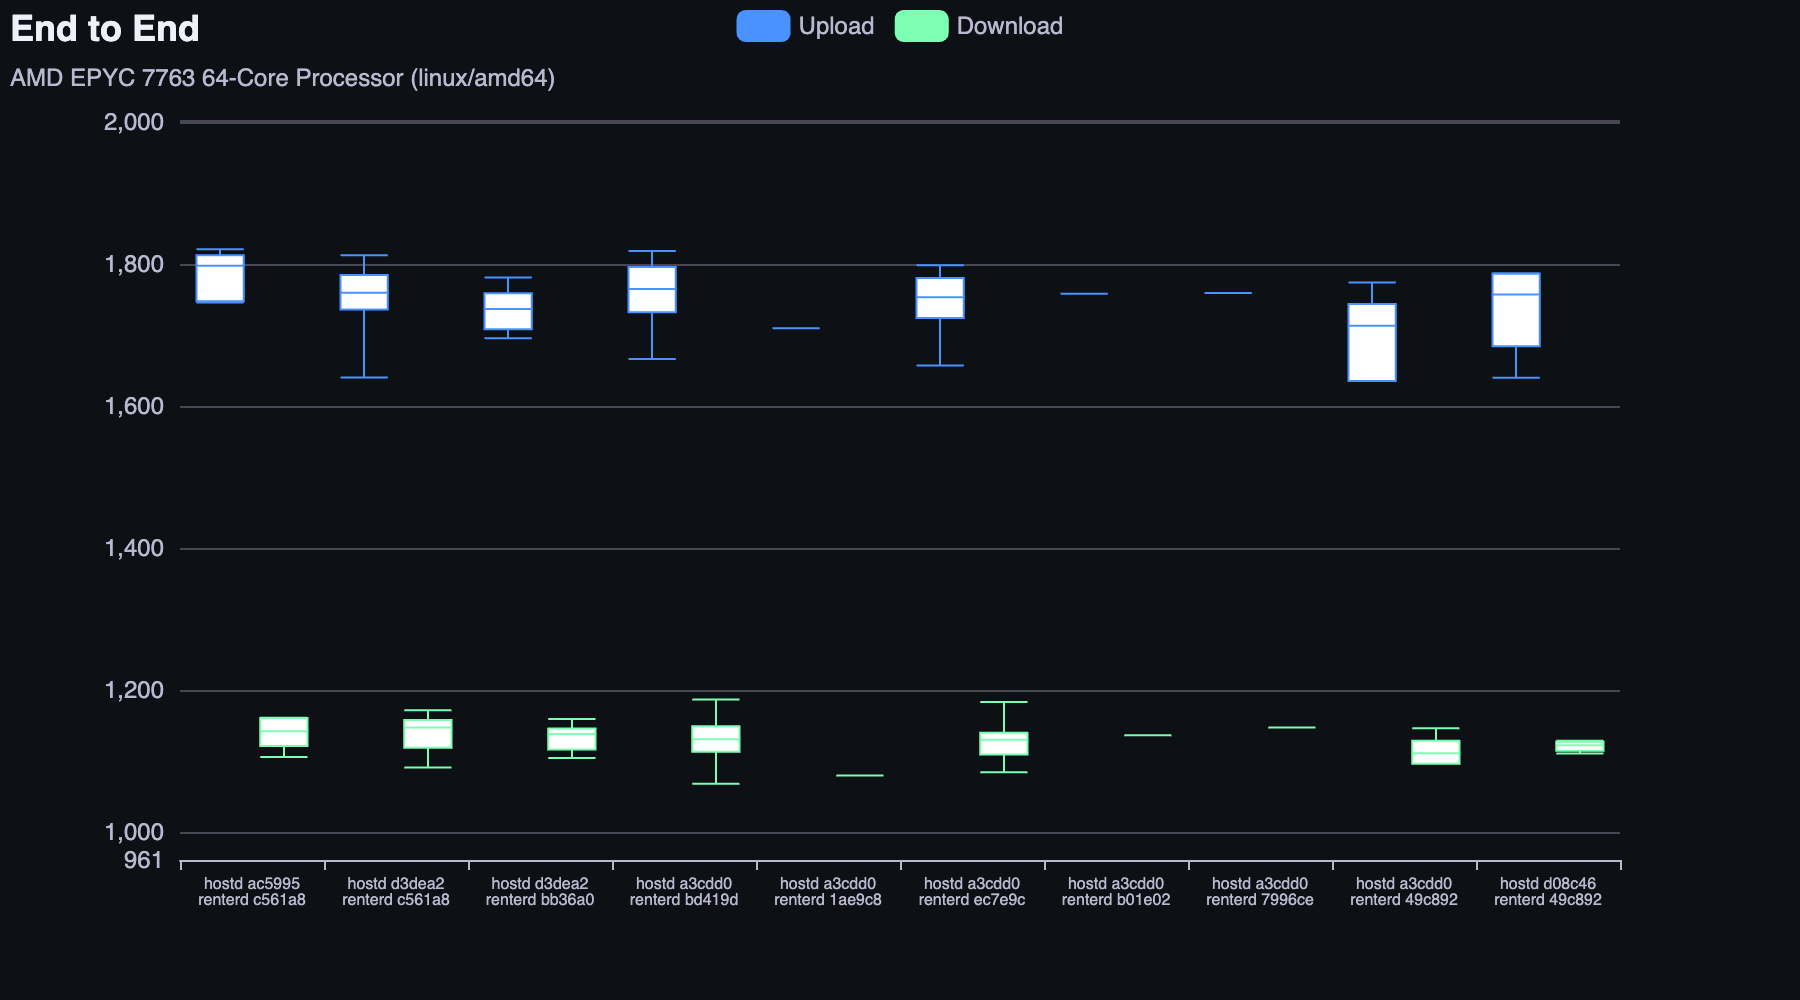 End to End
Upload
Download
AMD EPYC 7763 64-Core Processor (linux/amd64)
2,000
1,800
1,600
1,400
1,200
1,000
961
hostd ac5995
renterd c561a8
hostd d3dea2
renterd c561a8
hostd d3dea2
renterd bb36a0
hostd a3cdd0
renterd bd419d
hostd a3cdd0
renterd 1ae9c8
hostd a3cdd0
renterd ec7e9c
hostd a3cdd0
renterd b01e02
hostd a3cdd0
renterd 7996ce
hostd a3cdd0
renterd 49c892
hostd d08c46
renterd 49c892